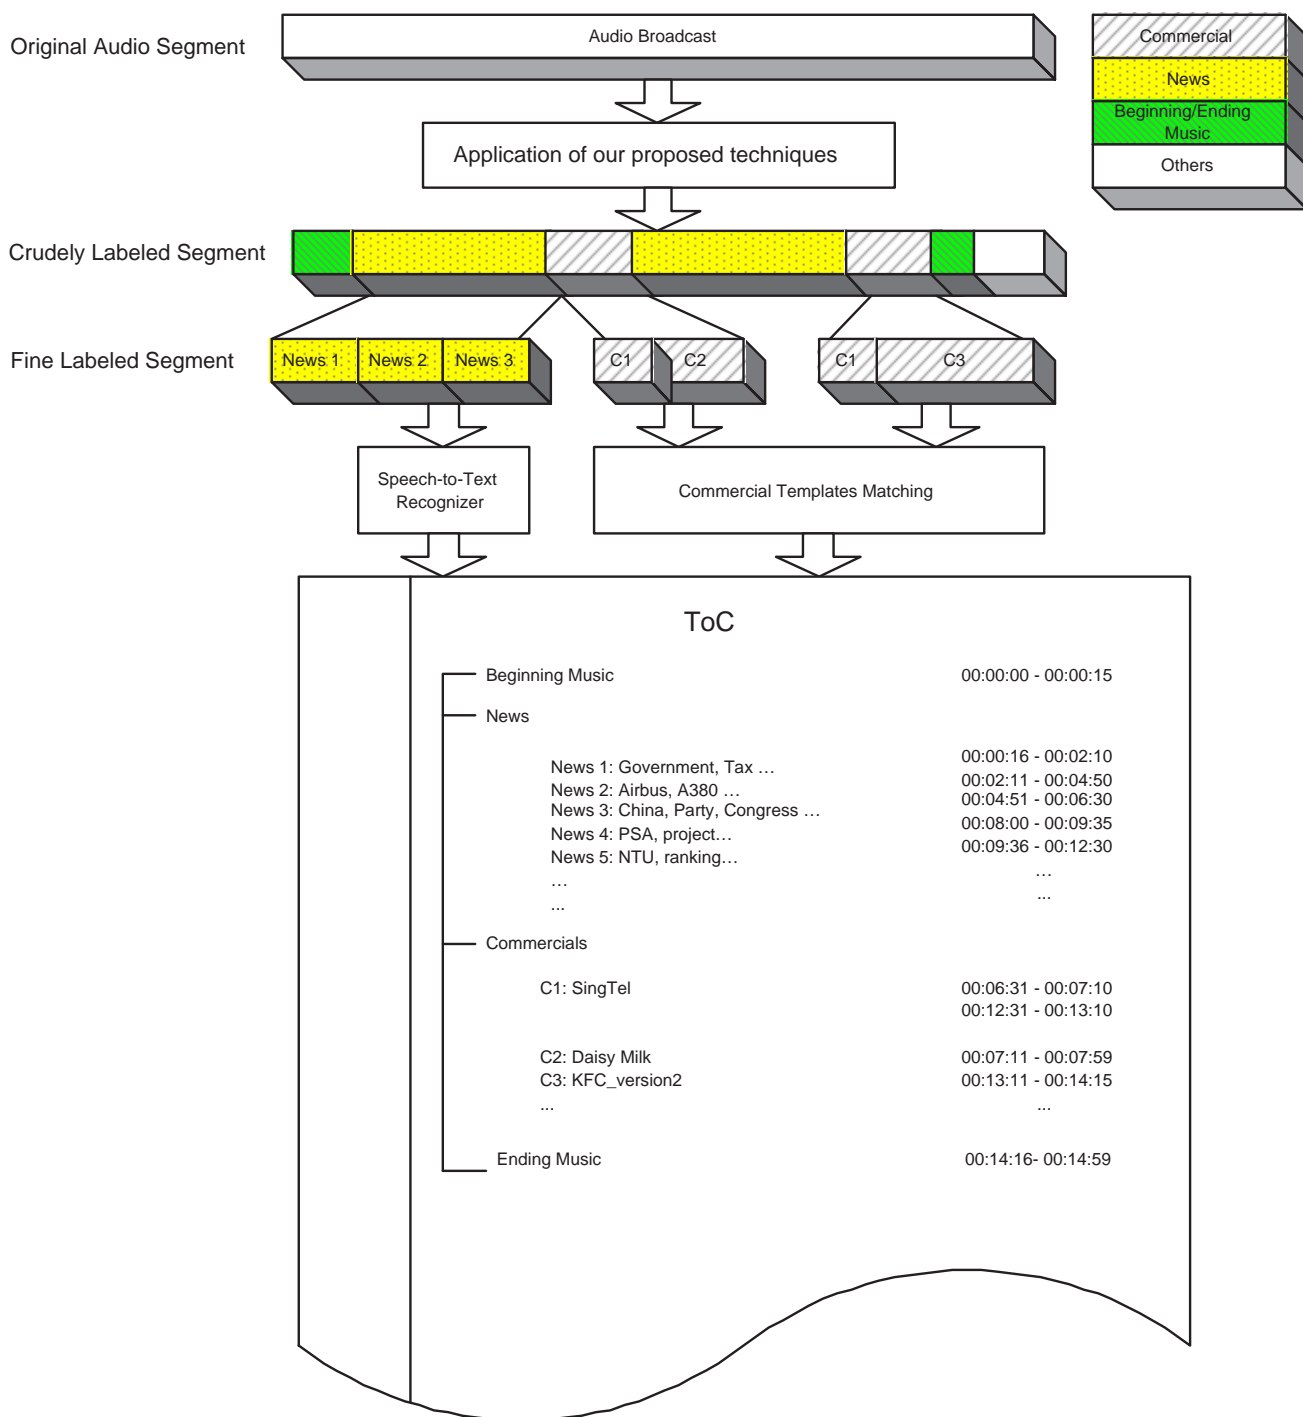 Original Audio Segment
Audio Broadcast
Commercial
News
Beginning/Ending
Music
Others
Application of our proposed techniques
Crudely Labeled Segment
Fine Labeled Segment
News 1
News 2
News 3
C1
C2
C1
C3
Speech-to-Text
Recognizer
Commercial Templates Matching
ToC
Beginning Music 00:00:00 - 00:00:15
News
News 1: Government, Tax … 00:00:16 - 00:02:10
News 2: Airbus, A380 … 00:02:11 - 00:04:50
News 3: China, Party, Congress … 00:04:51 - 00:06:30
News 4: PSA, project… 00:08:00 - 00:09:35
News 5: NTU, ranking… 00:09:36 - 00:12:30
… …
... ...
Commercials
C1: SingTel 00:06:31 - 00:07:10
00:12:31 - 00:13:10
C2: Daisy Milk 00:07:11 - 00:07:59
C3: KFC_version2 00:13:11 - 00:14:15
... ...
Ending Music 00:14:16- 00:14:59